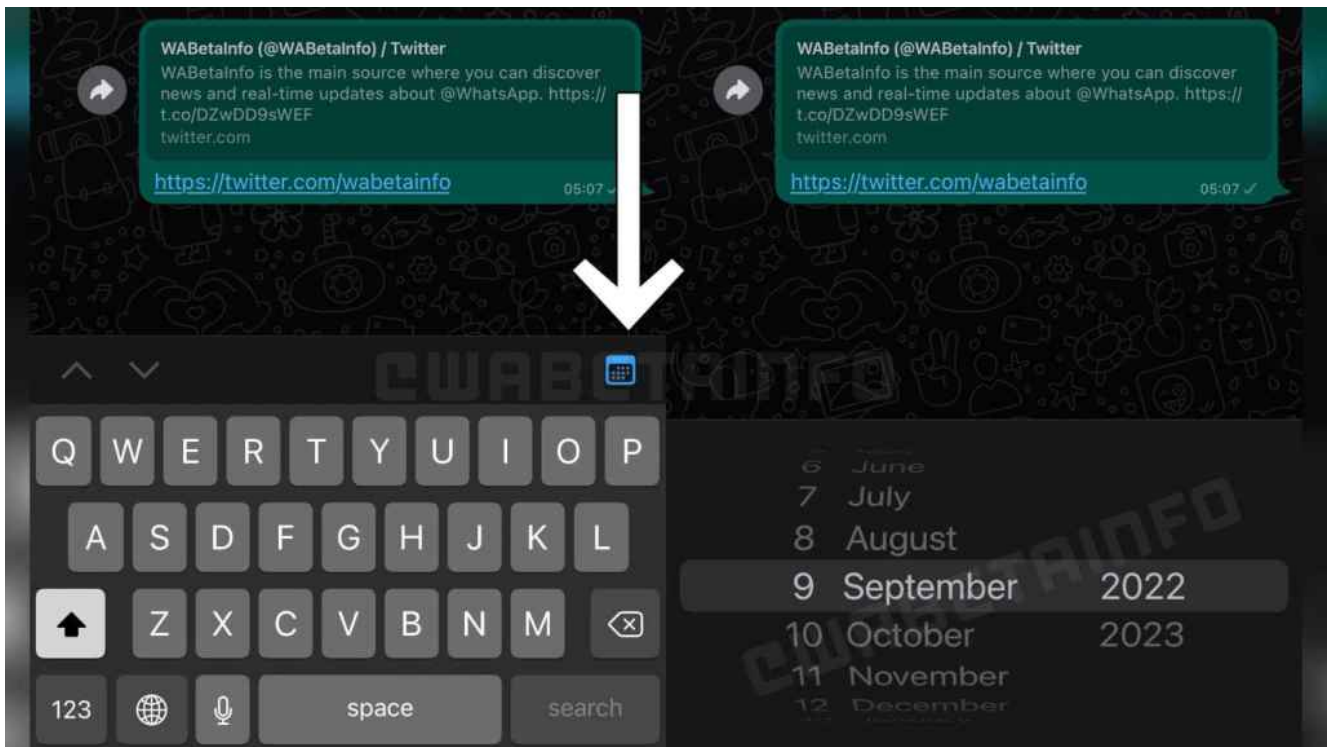 WABetaInfo (@WABetaInfo) / Twitter
WABetaInfo is the main source where you can discover
news and real-time updates about @WhatsApp. https://
t.co/DZwDD9sWEF
twitter.com
https://twitter.com/wabetainfo
05:07
WABetaInfo (@WABetaInfo) / Twitter
WABetaInfo is the main source where you can discover
news and real-time updates about @WhatsApp. https://
t.co/DZwDD9sWEF
twitter.com
https://twitter.com/wabetainfo
05:07
CWABETAINFO
Q W E R T Y U I O P
A S D F G H J K L
Z X C V B N M
123 space search
6 June
7 July
8 August
9 September 2022
10 October 2023
11 November
12 December
CWABETAINFO